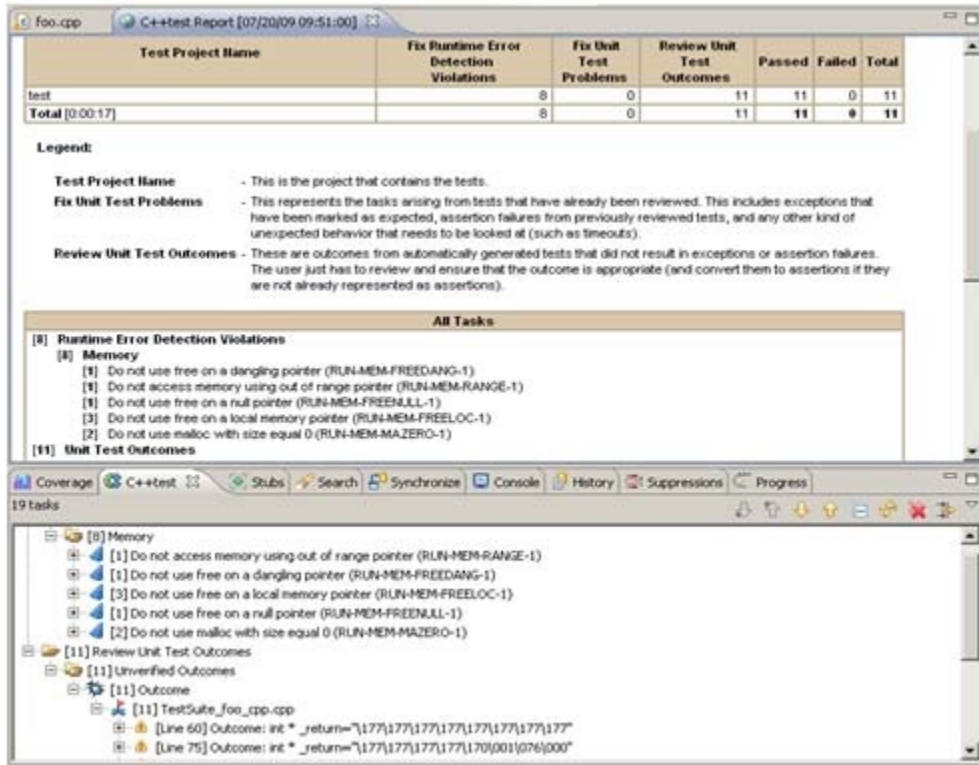 foo.cpp
C++test Report [07/20/09 09:51:00]
Test Project Name
Fix Runtime Error Detection Violations
Fix Unit Test Problems
Review Unit Test Outcomes
Passed Failed Total
test 8 0 11 11 0 11
Total [0:00:17] 8 0 11 11 0 11
Legend:
Test Project Name - This is the project that contains the tests.
Fix Unit Test Problems - This represents the tasks arising from tests that have already been reviewed. This includes exceptions that
have been marked as expected, assertion failures from previously reviewed tests, and any other kind of
unexpected behavior that needs to be looked at (such as timeouts).
Review Unit Test Outcomes - These are outcomes from automatically generated tests that did not result in exceptions or assertion failures.
The user just has to review and ensure that the outcome is appropriate (and convert them to assertions if they
are not already represented as assertions).
All Tasks
[8] Runtime Error Detection Violations
[8] Memory
[1] Do not use free on a dangling pointer (RUN-MEM-FREEDANG-1)
[1] Do not access memory using out of range pointer (RUN-MEM-RANGE-1)
[1] Do not use free on a null pointer (RUN-MEM-FREENULL-1)
[3] Do not use free on a local memory pointer (RUN-MEM-FREELOC-1)
[2] Do not use malloc with size equal 0 (RUN-MEM-MAZERO-1)
[11] Unit Test Outcomes
Coverage C++test Stubs Search Synchronize Console History Suppressions Progress
19 tasks
[8] Memory
[1] Do not access memory using out of range pointer (RUN-MEM-RANGE-1)
[1] Do not use free on a dangling pointer (RUN-MEM-FREEDANG-1)
[3] Do not use free on a local memory pointer (RUN-MEM-FREELOC-1)
[1] Do not use free on a null pointer (RUN-MEM-FREENULL-1)
[2] Do not use malloc with size equal 0 (RUN-MEM-MAZERO-1)
[11] Review Unit Test Outcomes
[11] Unverified Outcomes
[11] Outcome
[11] TestSuite_foo_cpp.cpp
[Line 60] Outcome: int * _return="\177\177\177\177\177\177\177\177"
[Line 75] Outcome: int * _return="\177\177\177\177\170\001\076\000"